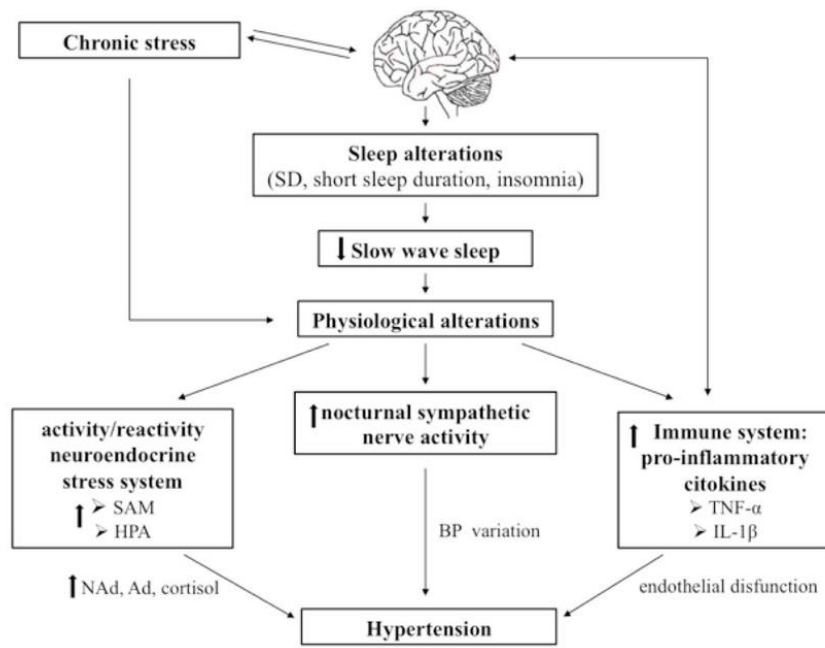 Chronic stress
Sleep alterations
(SD, short sleep duration, insomnia)
Slow wave sleep
Physiological alterations
activity/reactivity
neuroendocrine
stress system
➢ SAM
➢ HPA
nocturnal sympathetic
nerve activity
Immune system:
pro-inflammatory
citokines
➢ TNF-α
➢ IL-1β
NAd, Ad, cortisol
BP variation
endothelial disfunction
Hypertension